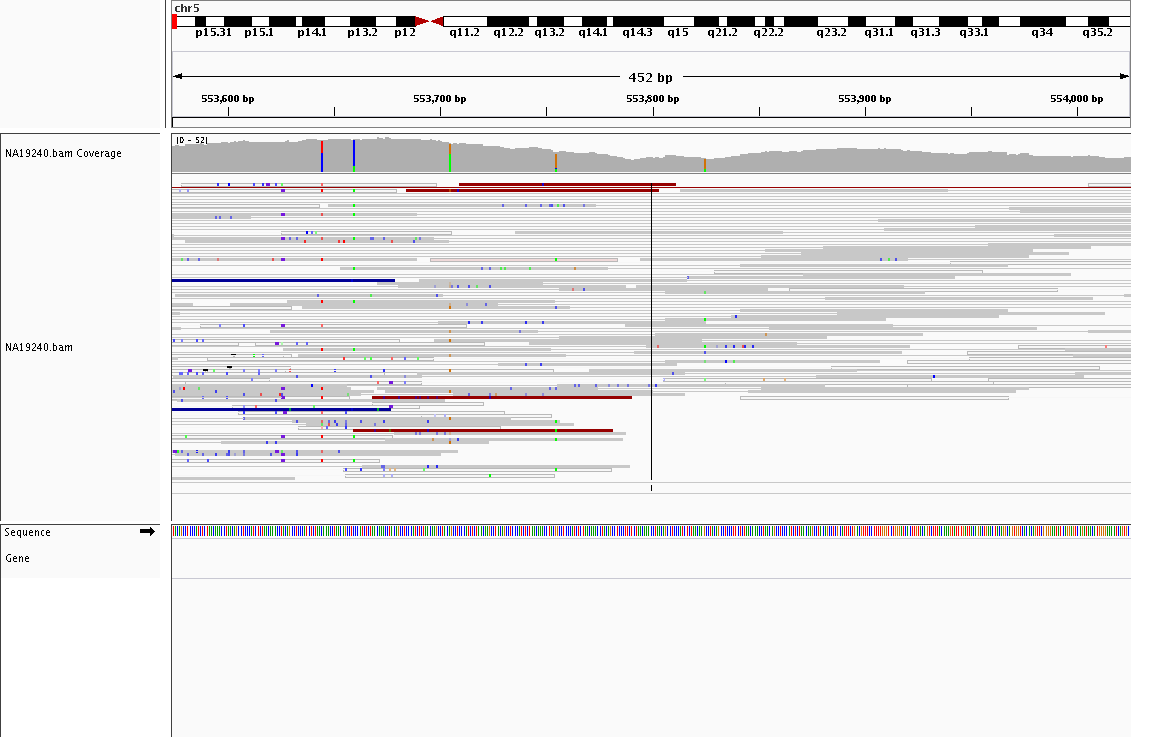 chr5
p15.31 p15.1 p14.1 p13.2 p12 q11.2 q12.2 q13.2 q14.1 q14.3 q15 q21.2 q22.2 q23.2 q31.1 q31.3 q33.1 q34 q35.2
452 bp
553,600 bp 553,700 bp 553,800 bp 553,900 bp 554,000 bp
[0 - 52]
NA19240.bam Coverage
NA19240.bam
Sequence
Gene